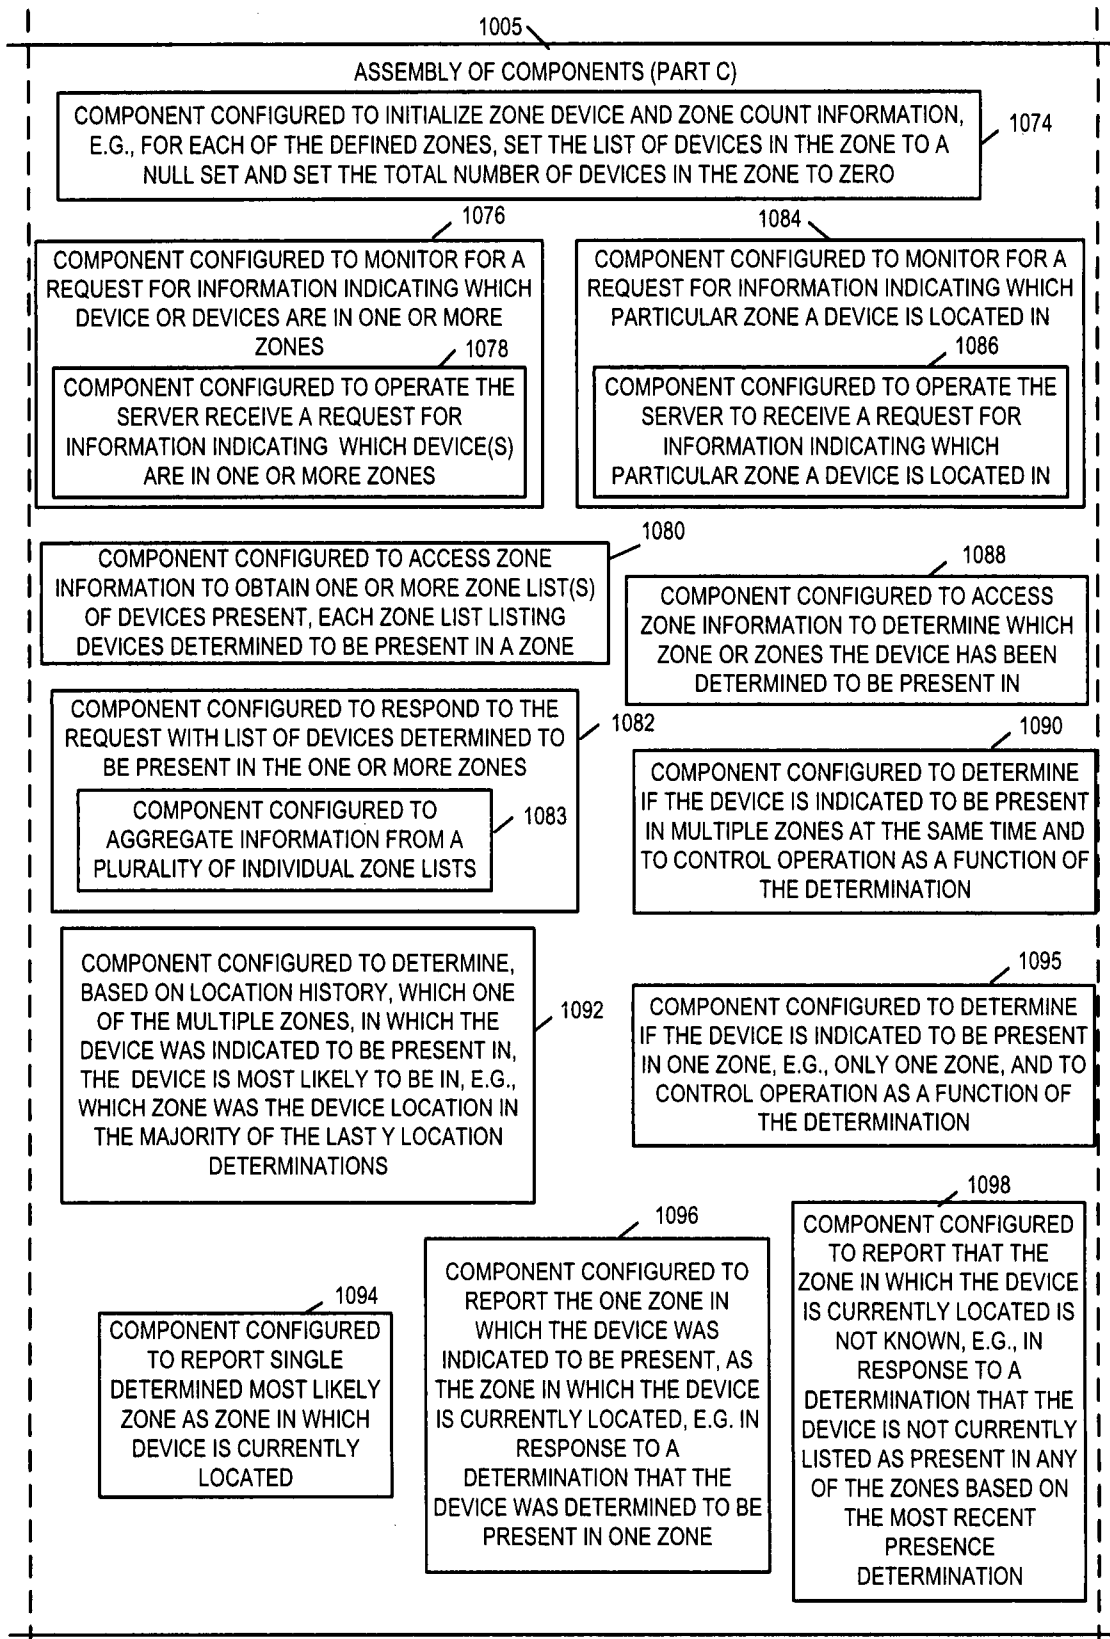 1005
ASSEMBLY OF COMPONENTS (PART C)
COMPONENT CONFIGURED TO INITIALIZE ZONE DEVICE AND ZONE COUNT INFORMATION,
E.G., FOR EACH OF THE DEFINED ZONES, SET THE LIST OF DEVICES IN THE ZONE TO A
NULL SET AND SET THE TOTAL NUMBER OF DEVICES IN THE ZONE TO ZERO
1074
1076
COMPONENT CONFIGURED TO MONITOR FOR A
REQUEST FOR INFORMATION INDICATING WHICH
DEVICE OR DEVICES ARE IN ONE OR MORE
ZONES
1078
COMPONENT CONFIGURED TO OPERATE THE
SERVER RECEIVE A REQUEST FOR
INFORMATION INDICATING WHICH DEVICE(S)
ARE IN ONE OR MORE ZONES
1084
COMPONENT CONFIGURED TO MONITOR FOR A
REQUEST FOR INFORMATION INDICATING WHICH
PARTICULAR ZONE A DEVICE IS LOCATED IN
1086
COMPONENT CONFIGURED TO OPERATE THE
SERVER TO RECEIVE A REQUEST FOR
INFORMATION INDICATING WHICH
PARTICULAR ZONE A DEVICE IS LOCATED IN
1080
COMPONENT CONFIGURED TO ACCESS ZONE
INFORMATION TO OBTAIN ONE OR MORE ZONE LIST(S)
OF DEVICES PRESENT, EACH ZONE LIST LISTING
DEVICES DETERMINED TO BE PRESENT IN A ZONE
1088
COMPONENT CONFIGURED TO ACCESS
ZONE INFORMATION TO DETERMINE WHICH
ZONE OR ZONES THE DEVICE HAS BEEN
DETERMINED TO BE PRESENT IN
COMPONENT CONFIGURED TO RESPOND TO THE
REQUEST WITH LIST OF DEVICES DETERMINED TO
BE PRESENT IN THE ONE OR MORE ZONES
1082
COMPONENT CONFIGURED TO
AGGREGATE INFORMATION FROM A
PLURALITY OF INDIVIDUAL ZONE LISTS
1083
1090
COMPONENT CONFIGURED TO DETERMINE
IF THE DEVICE IS INDICATED TO BE PRESENT
IN MULTIPLE ZONES AT THE SAME TIME AND
TO CONTROL OPERATION AS A FUNCTION OF
THE DETERMINATION
COMPONENT CONFIGURED TO DETERMINE,
BASED ON LOCATION HISTORY, WHICH ONE
OF THE MULTIPLE ZONES, IN WHICH THE
DEVICE WAS INDICATED TO BE PRESENT IN,
THE DEVICE IS MOST LIKELY TO BE IN, E.G.,
WHICH ZONE WAS THE DEVICE LOCATION IN
THE MAJORITY OF THE LAST Y LOCATION
DETERMINATIONS
1092
1095
COMPONENT CONFIGURED TO DETERMINE
IF THE DEVICE IS INDICATED TO BE PRESENT
IN ONE ZONE, E.G., ONLY ONE ZONE, AND TO
CONTROL OPERATION AS A FUNCTION OF
THE DETERMINATION
1094
COMPONENT CONFIGURED
TO REPORT SINGLE
DETERMINED MOST LIKELY
ZONE AS ZONE IN WHICH
DEVICE IS CURRENTLY
LOCATED
1096
COMPONENT CONFIGURED TO
REPORT THE ONE ZONE IN
WHICH THE DEVICE WAS
INDICATED TO BE PRESENT, AS
THE ZONE IN WHICH THE DEVICE
IS CURRENTLY LOCATED, E.G. IN
RESPONSE TO A
DETERMINATION THAT THE
DEVICE WAS DETERMINED TO BE
PRESENT IN ONE ZONE
1098
COMPONENT CONFIGURED
TO REPORT THAT THE
ZONE IN WHICH THE DEVICE
IS CURRENTLY LOCATED IS
NOT KNOWN, E.G., IN
RESPONSE TO A
DETERMINATION THAT THE
DEVICE IS NOT CURRENTLY
LISTED AS PRESENT IN ANY
OF THE ZONES BASED ON
THE MOST RECENT
PRESENCE
DETERMINATION